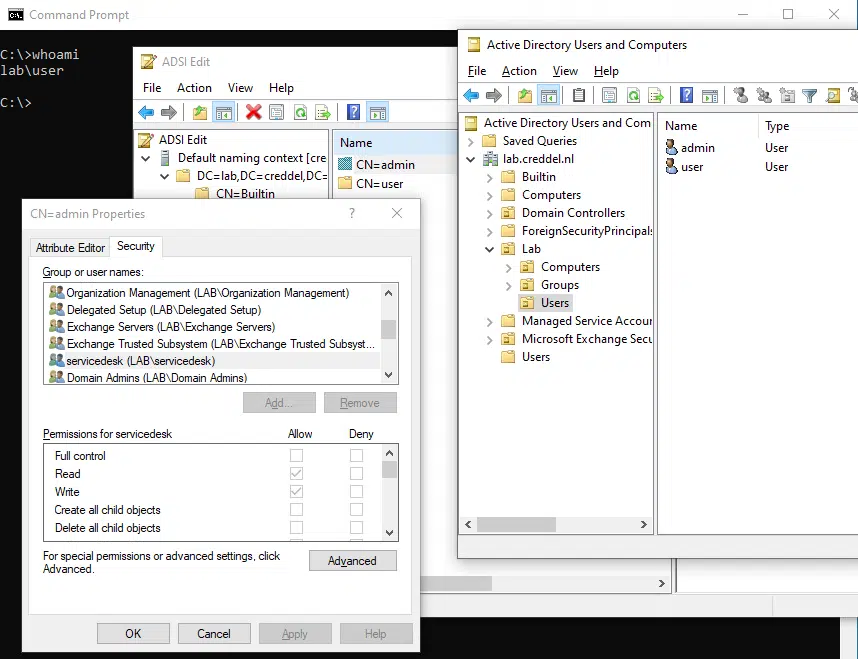 Command Prompt
C:\>whoami
lab\user
C:\>
ADSI Edit
File Action View Help
ADSI Edit
Default naming context [cre
DC=lab,DC=creddel,DC=
CN=Builtin
Name
CN=admin
CN=user
Active Directory Users and Computers
File Action View Help
Active Directory Users and Com
Saved Queries
lab.creddel.nl
Builtin
Computers
Domain Controllers
ForeignSecurityPrincipals
Lab
Computers
Groups
Users
Managed Service Accour
Microsoft Exchange Secu
Users
Name Type
admin User
user User
CN=admin Properties
Attribute Editor Security
Group or user names:
Organization Management (LAB\Organization Management)
Delegated Setup (LAB\Delegated Setup)
Exchange Servers (LAB\Exchange Servers)
Exchange Trusted Subsystem (LAB\Exchange Trusted Subsyst...
servicedesk (LAB\servicedesk)
Domain Admins (LAB\Domain Admins)
Add... Remove
Permissions for servicedesk Allow Deny
Full control
Read
Write
Create all child objects
Delete all child objects
For special permissions or advanced settings, click
Advanced.
Advanced
OK Cancel Apply Help